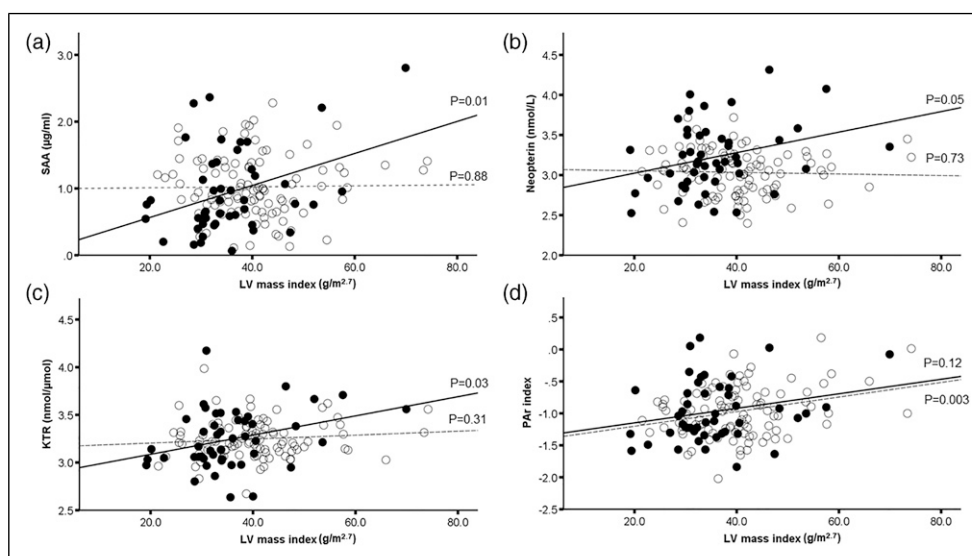 (a)
SAA (µg/ml)
3.0
2.0
1.0
.0
20.0 40.0 60.0 80.0
LV mass index (g/m2.7)
P=0.01
P=0.88
(b)
Neopterin (nmol/L)
4.5
4.0
3.5
3.0
2.5
2.0
20.0 40.0 60.0 80.0
LV mass index (g/m2.7)
P=0.05
P=0.73
(c)
KTR (nmol/µmol)
4.5
4.0
3.5
3.0
2.5
20.0 40.0 60.0 80.0
LV mass index (g/m2.7)
P=0.03
P=0.31
(d)
PAr index
.5
.0
-.5
-1.0
-1.5
-2.0
-2.5
20.0 40.0 60.0 80.0
LV mass index (g/m2.7)
P=0.12
P=0.003